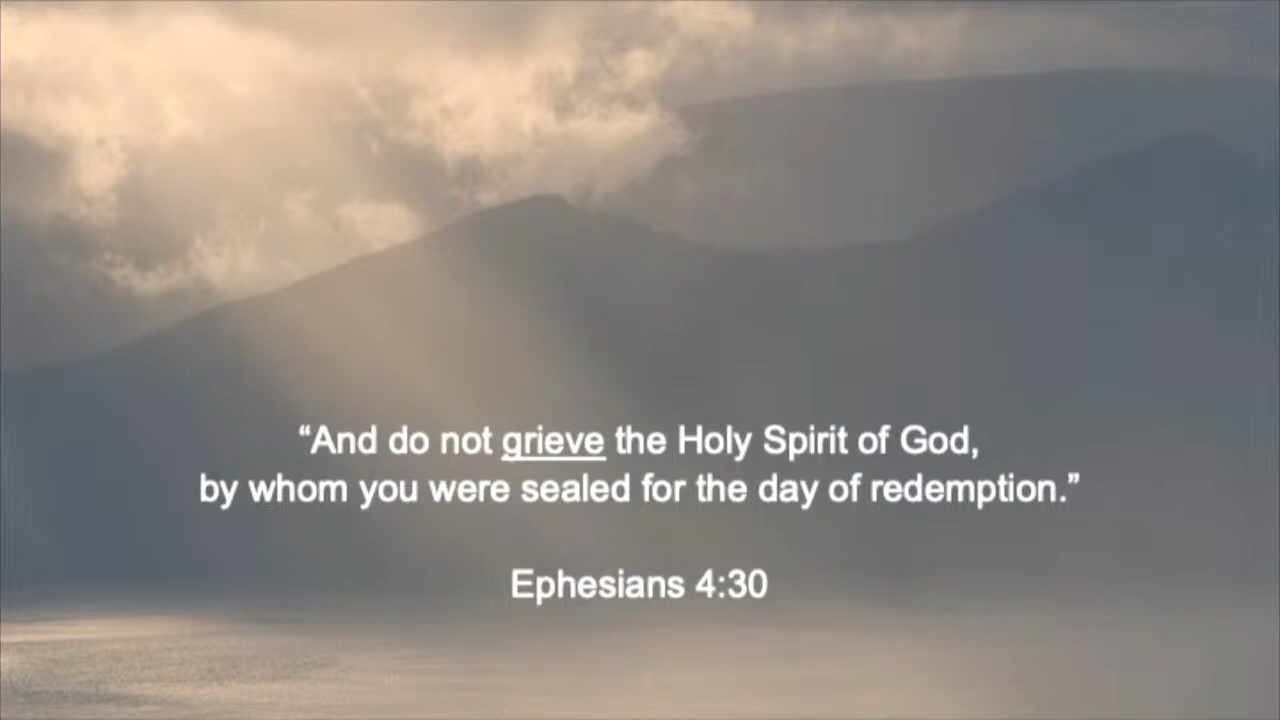 “And do not grieve the Holy Spirit of God,
by whom you were sealed for the day of redemption.”
Ephesians 4:30